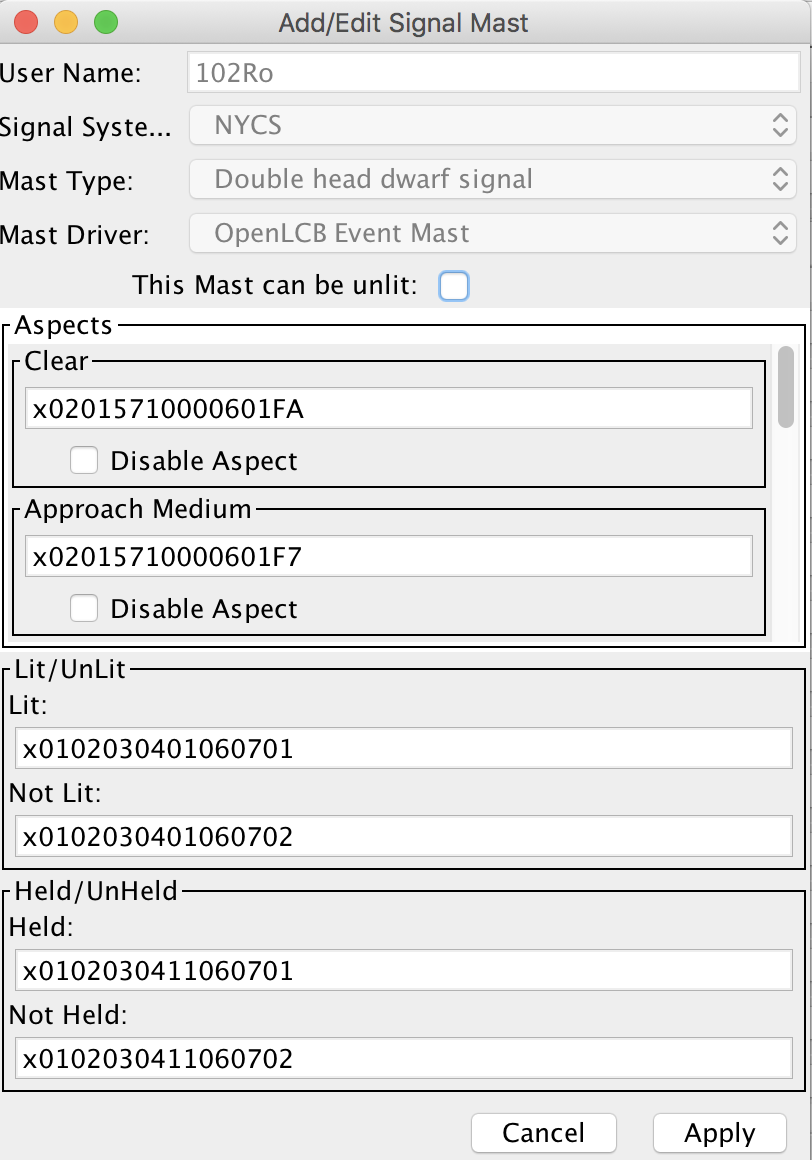 Add/Edit Signal Mast
User Name: 102Ro
Signal Syste... NYCS
Mast Type: Double head dwarf signal
Mast Driver: OpenLCB Event Mast
This Mast can be unlit:
Aspects
Clear
x02015710000601FA
Disable Aspect
Approach Medium
x02015710000601F7
Disable Aspect
Lit/UnLit
Lit:
x0102030401060701
Not Lit:
x0102030401060702
Held/UnHeld
Held:
x0102030411060701
Not Held:
x0102030411060702
Cancel Apply